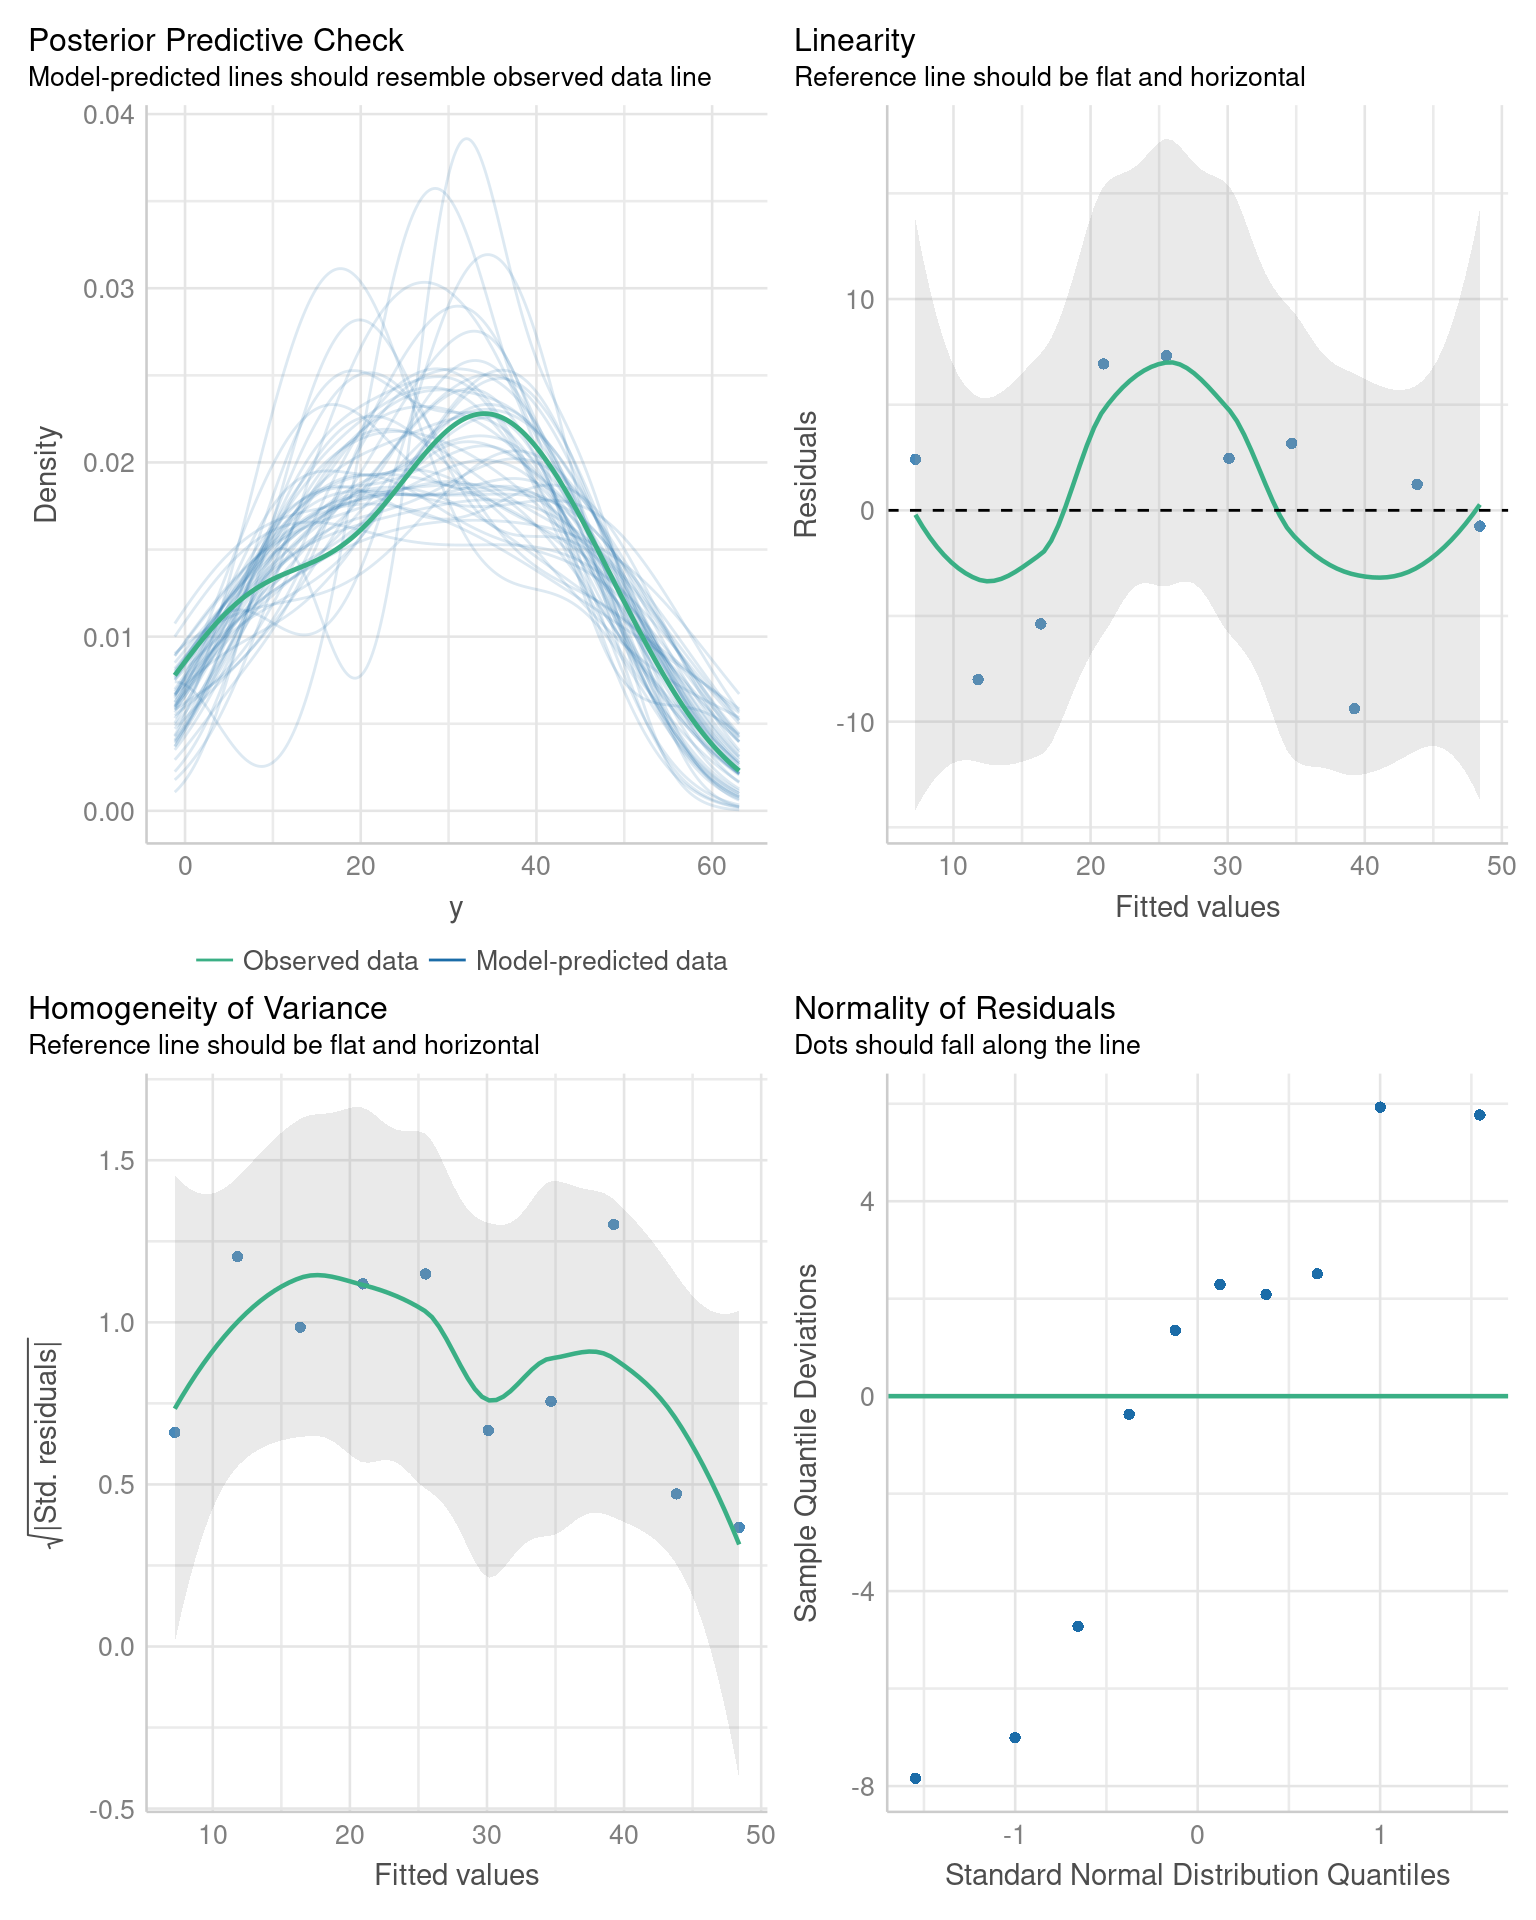 Posterior Predictive Check
Model-predicted lines should resemble observed data line
0.04
0.03
0.02
0.01
0.00
Density
0
20
40
60
y
Observed data
Model-predicted data
Linearity
Reference line should be flat and horizontal
10
0
-10
Residuals
10
20
30
40
50
Fitted values
Homogeneity of Variance
Reference line should be flat and horizontal
1.5
1.0
0.5
0.0
-0.5
√|Std. residuals|
10
20
30
40
50
Fitted values
Normality of Residuals
Dots should fall along the line
4
0
-4
-8
Sample Quantile Deviations
-1
0
1
Standard Normal Distribution Quantiles